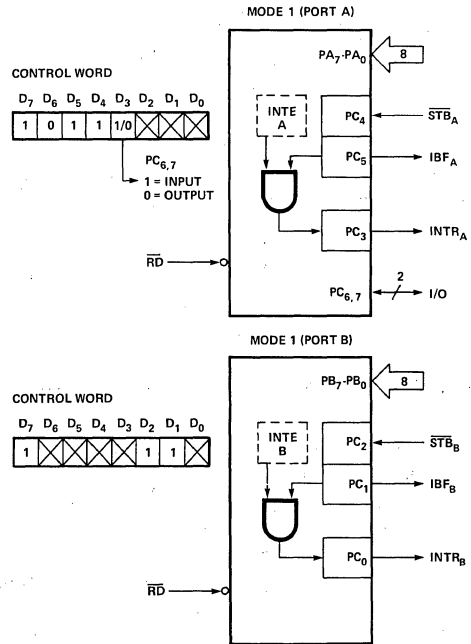 MODE 1 (PORT A)
PA7-PA0
8
CONTROL WORD
D7 D6 D5 D4 D3 D2 D1 D0
1 0 1 1 1/0
PC6,7
1 = INPUT
0 = OUTPUT
INTE
A
PC4
STBA
PC5
IBFA
PC3
INTRA
RD
PC6,7
2
I/O
MODE 1 (PORT B)
PB7-PB0
8
CONTROL WORD
D7 D6 D5 D4 D3 D2 D1 D0
1 1 1
INTE
B
PC2
STBB
PC1
IBFB
PC0
INTRB
RD